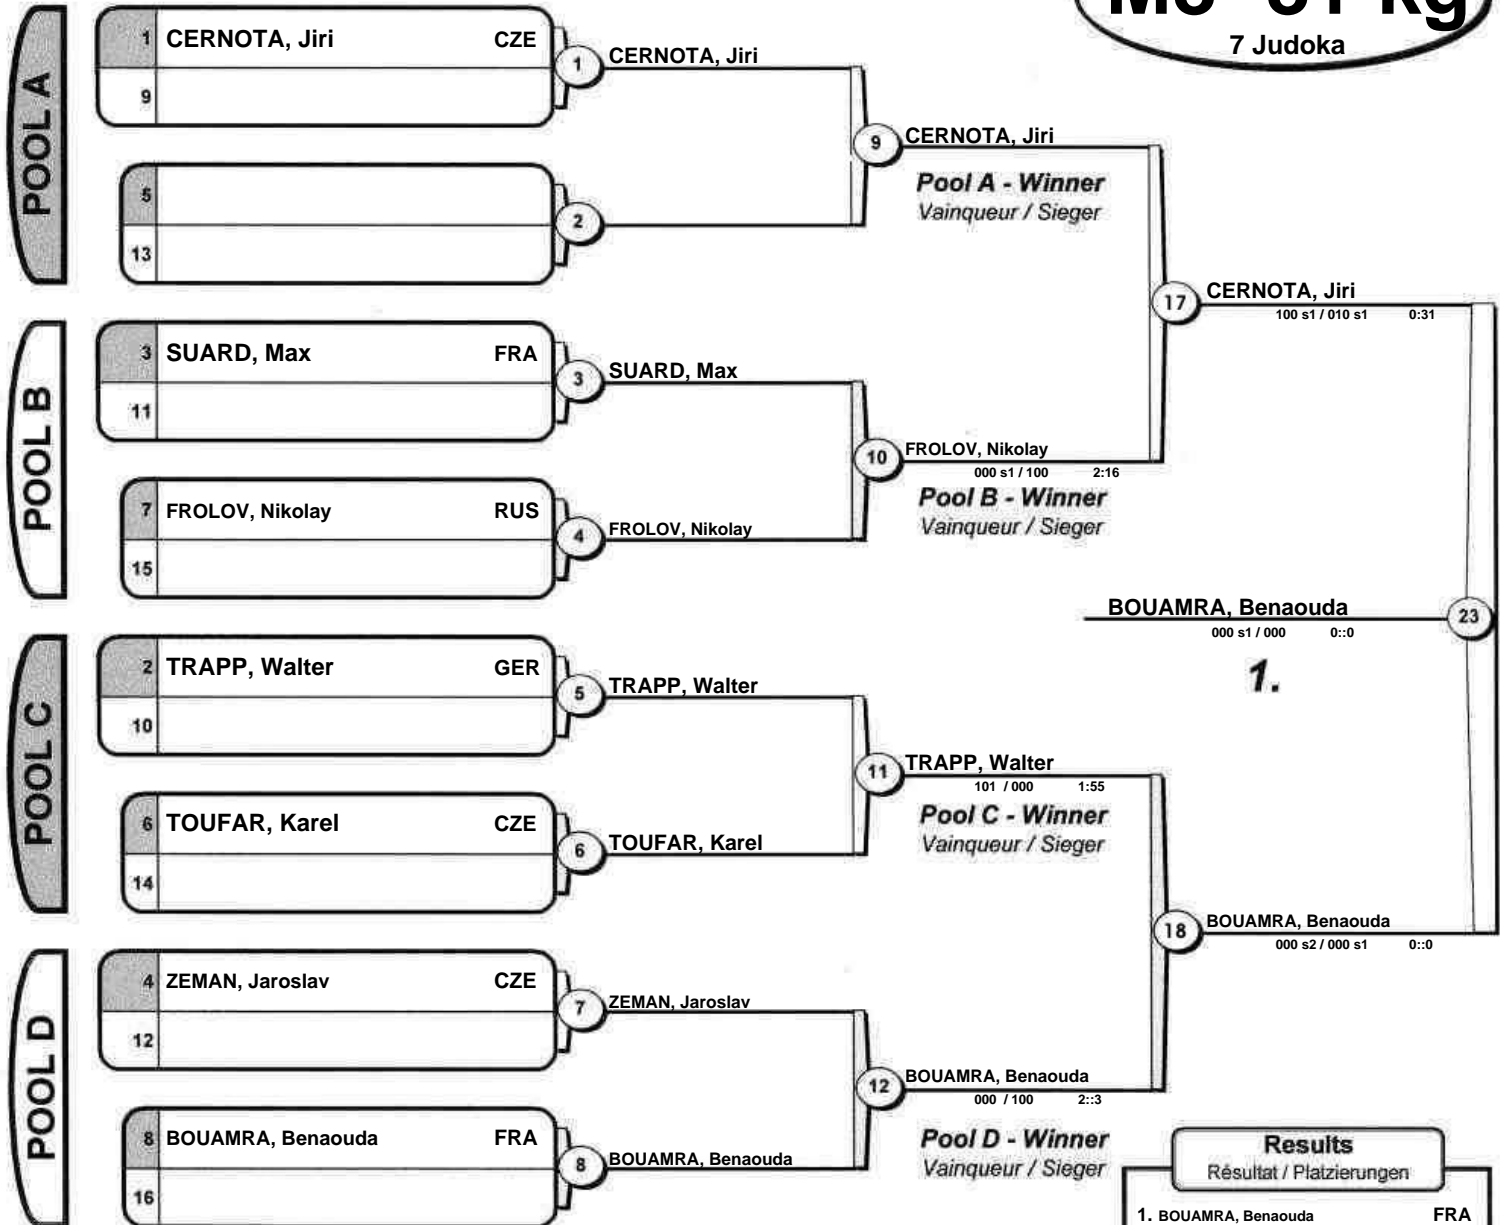 7 Judoka
POOL A
1 CERNOTA, Jiri CZE
9
1 CERNOTA, Jiri
5
13
2
9 CERNOTA, Jiri
Pool A - Winner
Vainqueur / Sieger
POOL B
3 SUARD, Max FRA
11
3 SUARD, Max
7 FROLOV, Nikolay RUS
15
4 FROLOV, Nikolay
10 FROLOV, Nikolay
000 s1 / 100 2:16
Pool B - Winner
Vainqueur / Sieger
17 CERNOTA, Jiri
100 s1 / 010 s1 0:31
BOUAMRA, Benaouda 23
000 s1 / 000 0::0
1.
POOL C
2 TRAPP, Walter GER
10
5 TRAPP, Walter
6 TOUFAR, Karel CZE
14
6 TOUFAR, Karel
11 TRAPP, Walter
101 / 000 1:55
Pool C - Winner
Vainqueur / Sieger
18 BOUAMRA, Benaouda
000 s2 / 000 s1 0::0
POOL D
4 ZEMAN, Jaroslav CZE
12
7 ZEMAN, Jaroslav
8 BOUAMRA, Benaouda FRA
16
8 BOUAMRA, Benaouda
12 BOUAMRA, Benaouda
000 / 100 2::3
Pool D - Winner
Vainqueur / Sieger
Results
Résultat / Platzierungen
1. BOUAMRA, Benaouda FRA